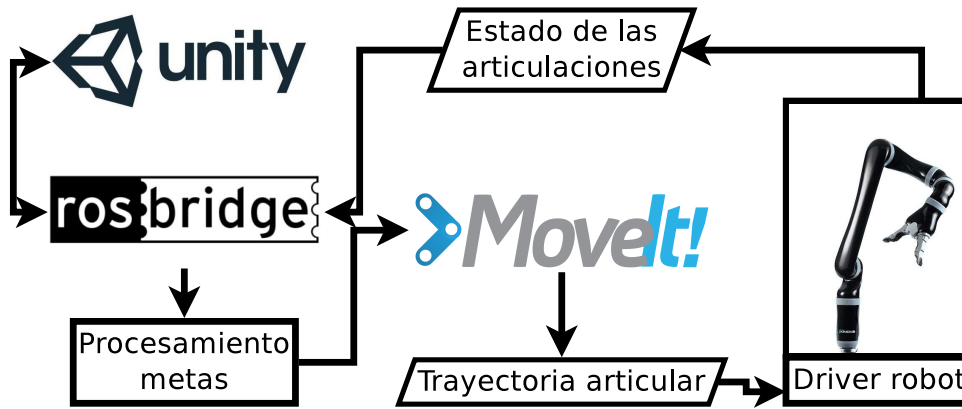 unity
Estado de las
articulaciones
rosbridge
MoveIt!
Procesamiento
metas
Trayectoria articular
Driver robot